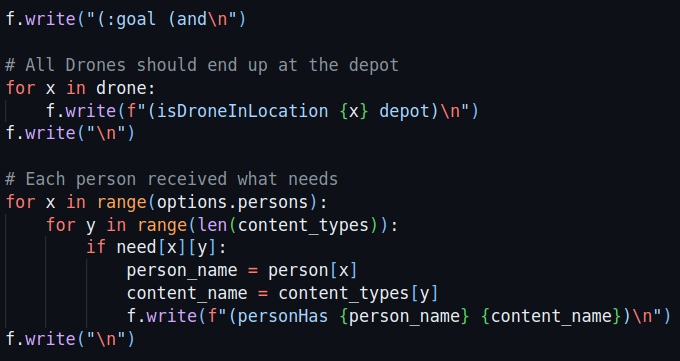 f.write("(:goal (and\n")
# All Drones should end up at the depot
for x in drone:
    f.write(f"(isDroneInLocation {x} depot)\n")
f.write("\n")
# Each person received what needs
for x in range(options.persons):
    for y in range(len(content_types)):
        if need[x][y]:
            person_name = person[x]
            content_name = content_types[y]
            f.write(f"(personHas {person_name} {content_name})\n")
f.write("\n")